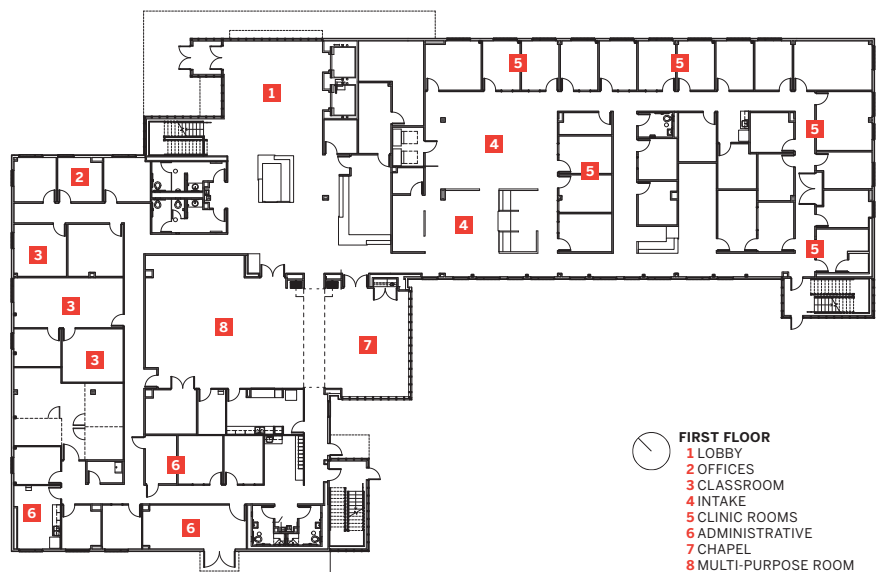 1
5
5
5
4
5
2
4
3
5
3
8
7
3
6
6
6
FIRST FLOOR
1 LOBBY
2 OFFICES
3 CLASSROOM
4 INTAKE
5 CLINIC ROOMS
6 ADMINISTRATIVE
7 CHAPEL
8 MULTI-PURPOSE ROOM